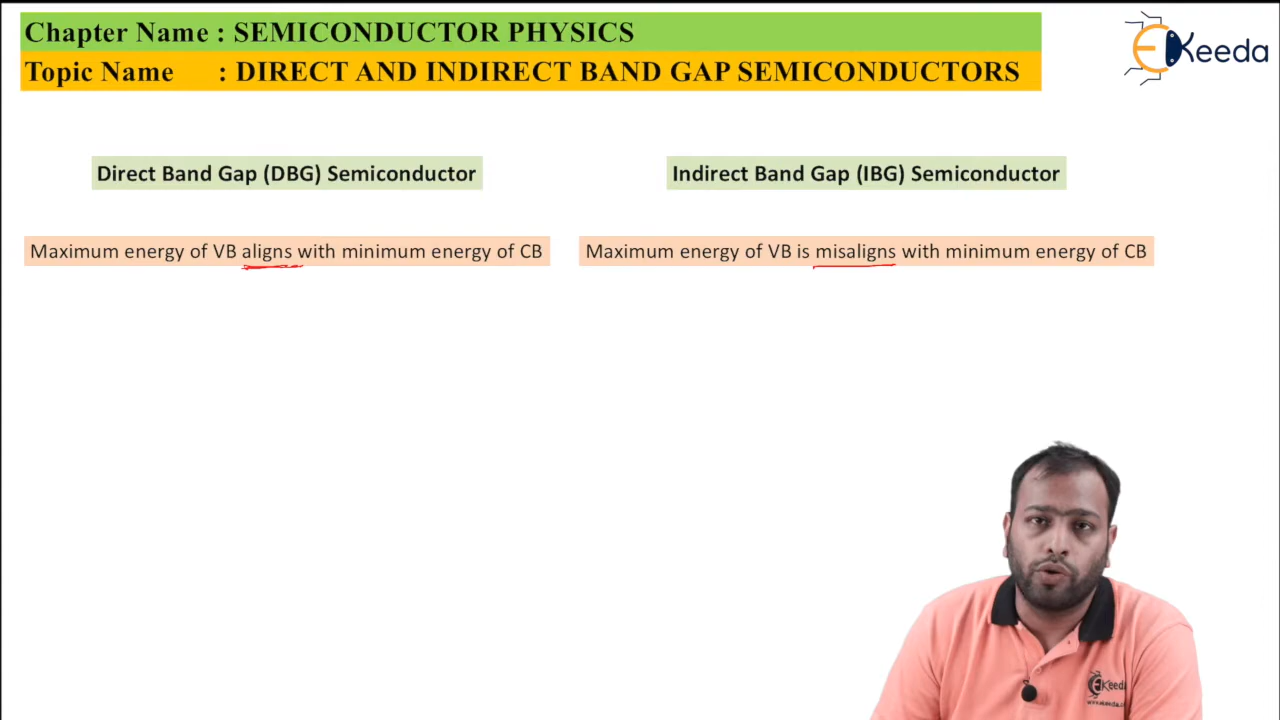 Chapter Name : SEMICONDUCTOR PHYSICS
Topic Name : DIRECT AND INDIRECT BAND GAP SEMICONDUCTORS
EKeeda
Direct Band Gap (DBG) Semiconductor
Indirect Band Gap (IBG) Semiconductor
Maximum energy of VB aligns with minimum energy of CB
Maximum energy of VB is misaligns with minimum energy of CB
EKeeda